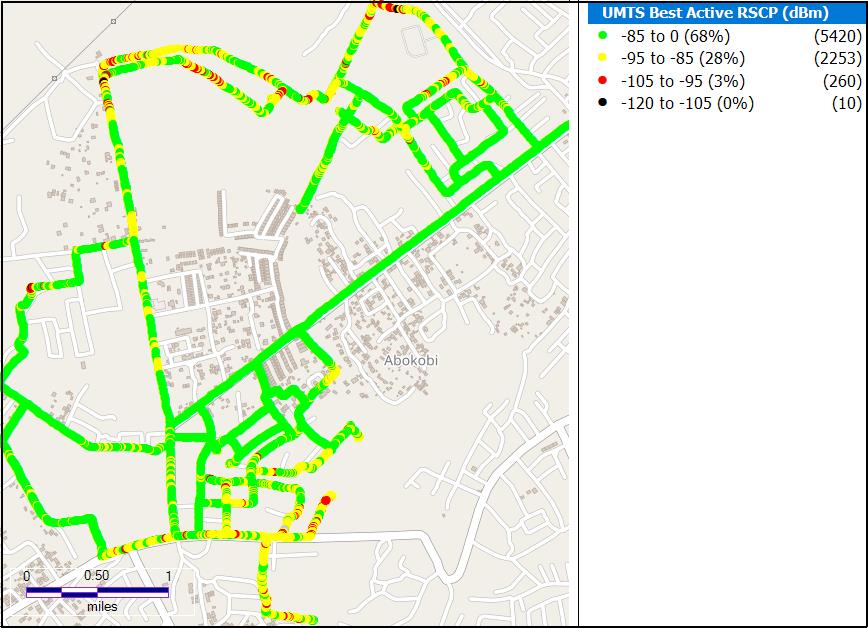 UMTS Best Active RSCP (dBm)
-85 to 0 (68%) (5420)
-95 to -85 (28%) (2253)
-105 to -95 (3%) (260)
-120 to -105 (0%) (10)
Abokobi
0 0.50 1
miles